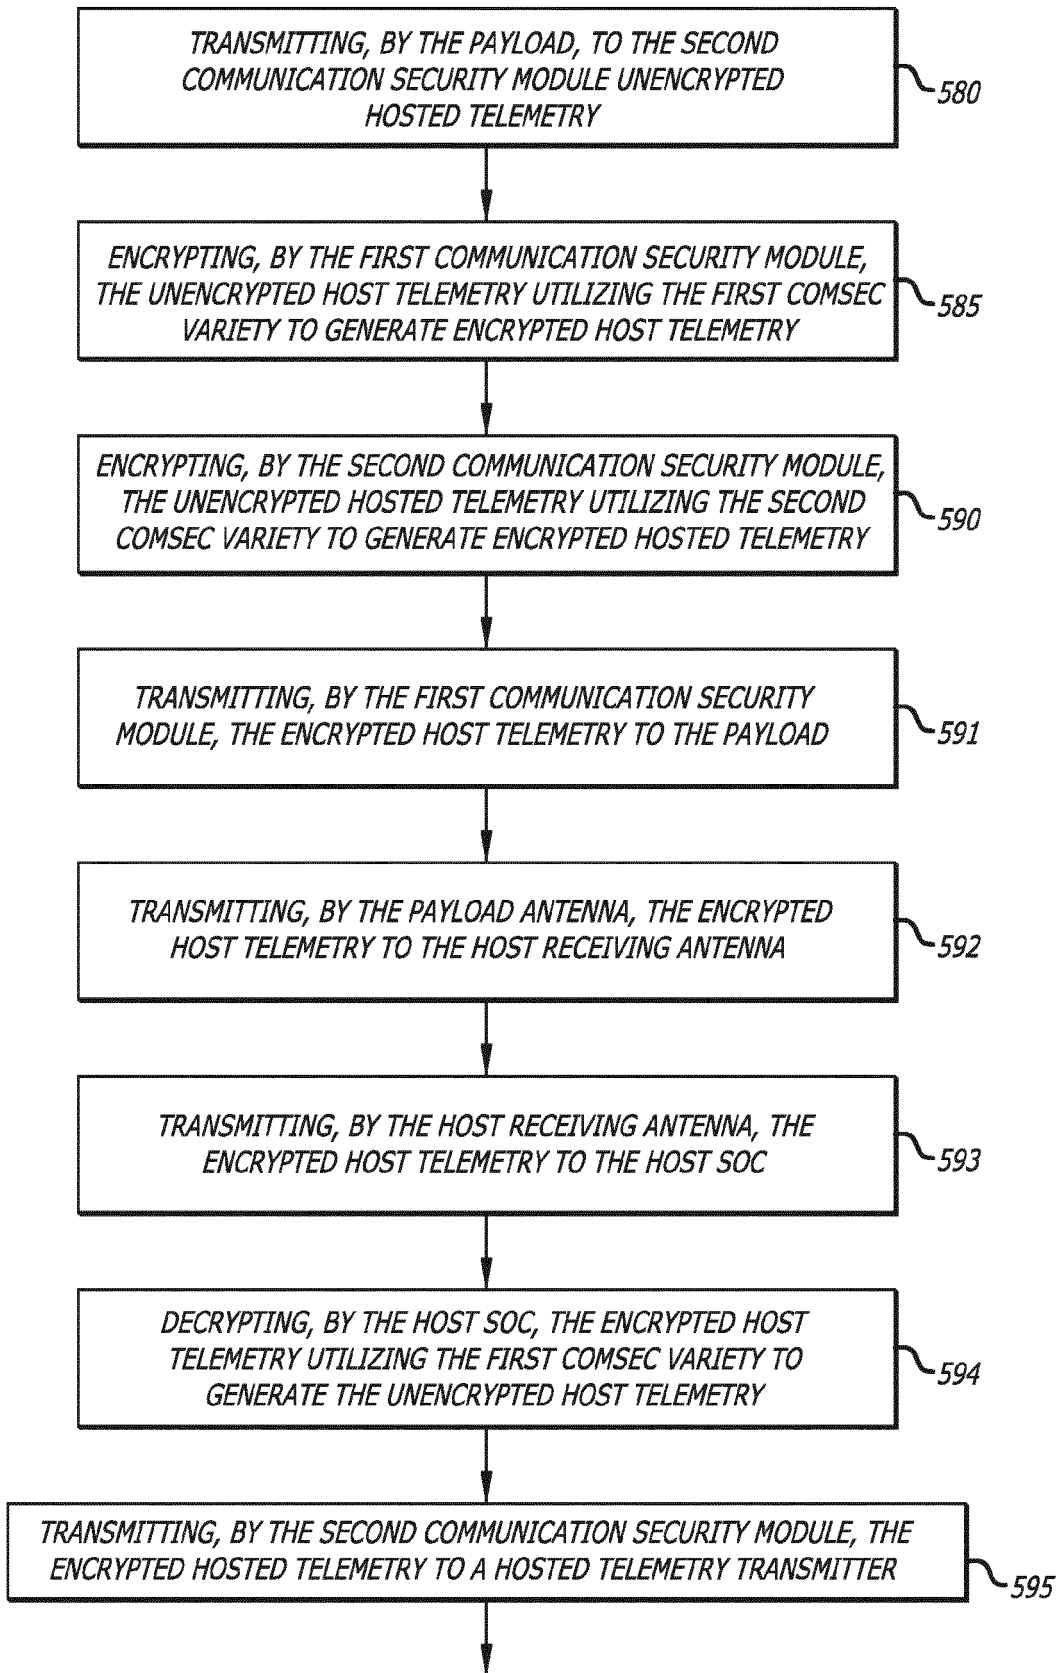 TRANSMITTING, BY THE PAYLOAD, TO THE SECOND
COMMUNICATION SECURITY MODULE UNENCRYPTED
HOSTED TELEMETRY
580
ENCRYPTING, BY THE FIRST COMMUNICATION SECURITY MODULE,
THE UNENCRYPTED HOST TELEMETRY UTILIZING THE FIRST COMSEC
VARIETY TO GENERATE ENCRYPTED HOST TELEMETRY
585
ENCRYPTING, BY THE SECOND COMMUNICATION SECURITY MODULE,
THE UNENCRYPTED HOSTED TELEMETRY UTILIZING THE SECOND
COMSEC VARIETY TO GENERATE ENCRYPTED HOSTED TELEMETRY
590
TRANSMITTING, BY THE FIRST COMMUNICATION SECURITY
MODULE, THE ENCRYPTED HOST TELEMETRY TO THE PAYLOAD
591
TRANSMITTING, BY THE PAYLOAD ANTENNA, THE ENCRYPTED
HOST TELEMETRY TO THE HOST RECEIVING ANTENNA
592
TRANSMITTING, BY THE HOST RECEIVING ANTENNA, THE
ENCRYPTED HOST TELEMETRY TO THE HOST SOC
593
DECRYPTING, BY THE HOST SOC, THE ENCRYPTED HOST
TELEMETRY UTILIZING THE FIRST COMSEC VARIETY TO
GENERATE THE UNENCRYPTED HOST TELEMETRY
594
TRANSMITTING, BY THE SECOND COMMUNICATION SECURITY MODULE, THE
ENCRYPTED HOSTED TELEMETRY TO A HOSTED TELEMETRY TRANSMITTER
595